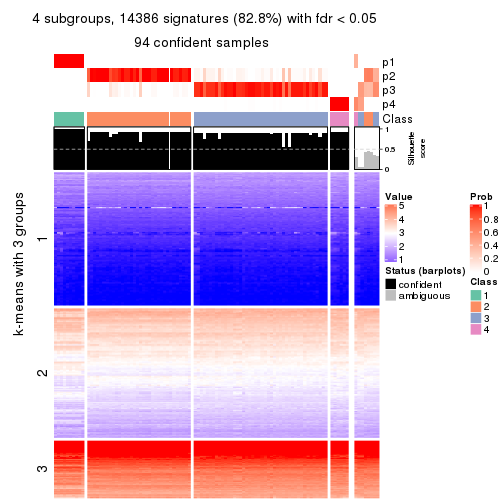 4 subgroups, 14386 signatures (82.8%) with fdr < 0.05
94 confident samples
p1
p2
p3
p4
Class
1
0.5
0
Silhouette
score
k-means with 3 groups
1
2
3
Value
5
4
3
2
1
Status (barplots)
confident
ambiguous
Prob
1
0.8
0.6
0.4
0.2
0
Class
1
2
3
4